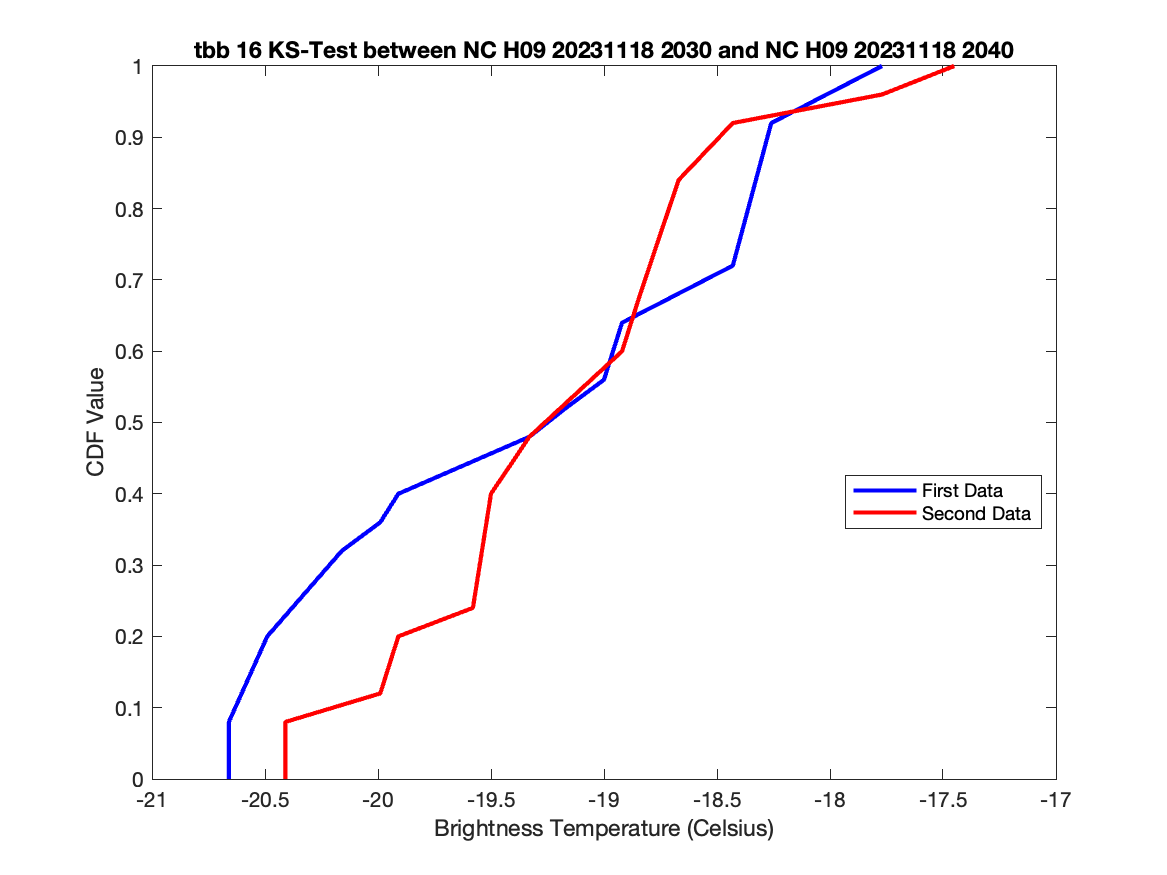 tbb 16 KS-Test between NC H09 20231118 2030 and NC H09 20231118 2040
1
0.9
0.8
0.7
0.6
0.5
0.4
0.3
0.2
0.1
0
CDF Value
First Data
Second Data
-21 -20.5 -20 -19.5 -19 -18.5 -18 -17.5 -17
Brightness Temperature (Celsius)